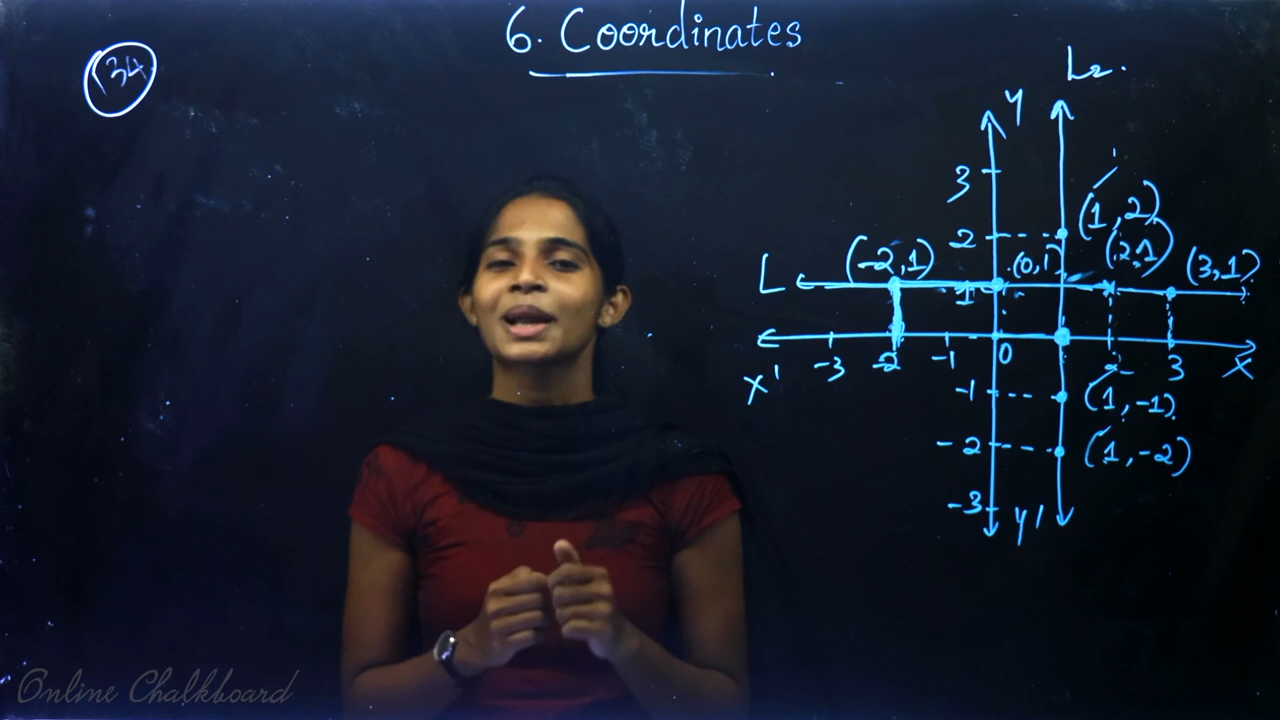 6. Coordinates
(34)
L2.
Y
3
(1, 2)
2
(-2,1)
(0,1)
(2,1)
(3,1)
L
1
-3 -2 -1 0 2 3
X' X
-1
(1, -1)
-2
(1, -2)
-3
Y'
Online Chalkboard